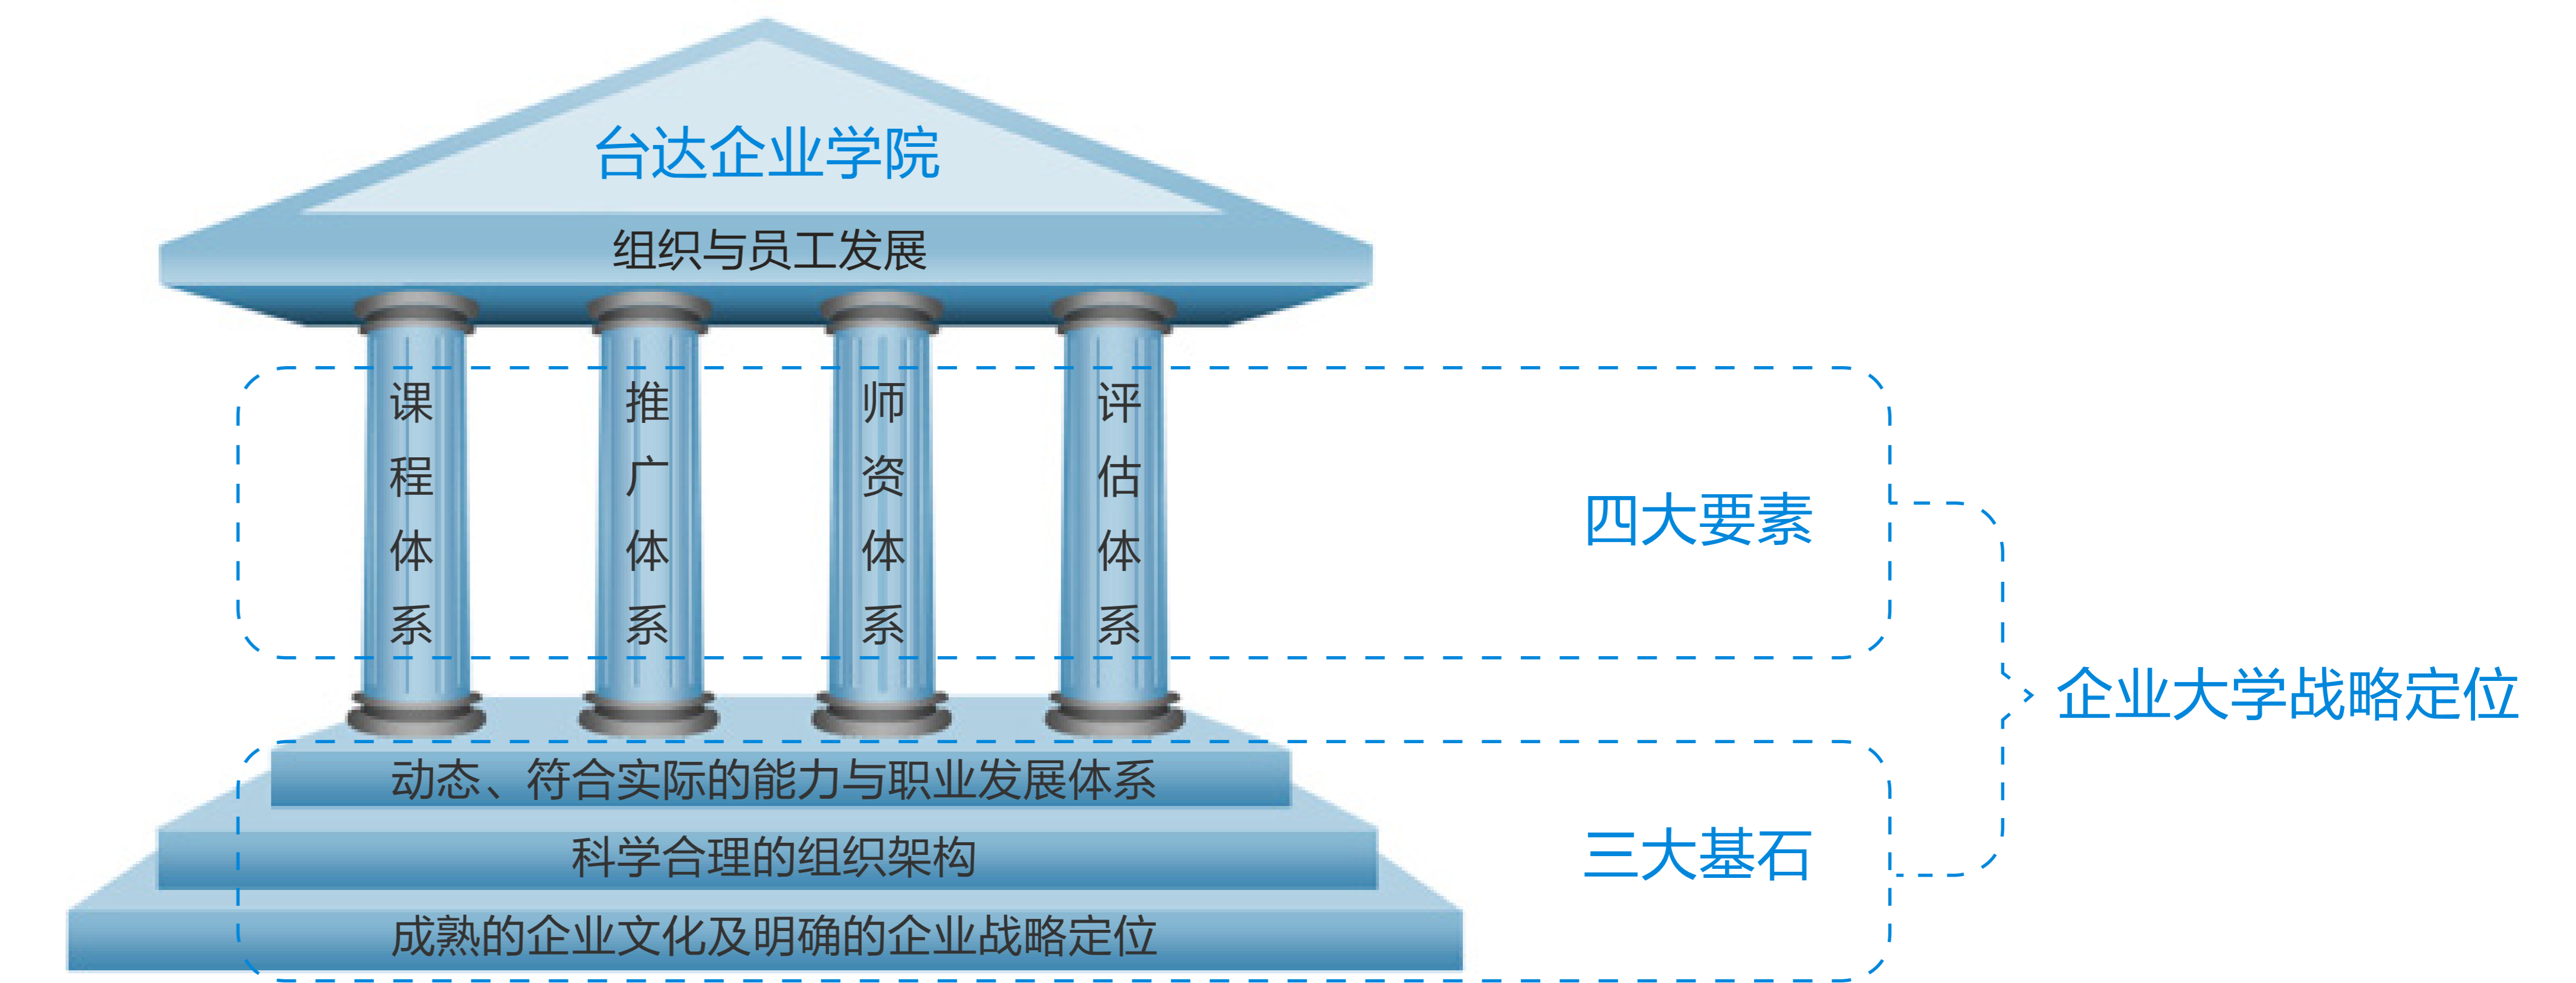 台达企业学院
组织与员工发展
课程体系
推广体系
师资体系
评估体系
四大要素
企业大学战略定位
动态、符合实际的能力与职业发展体系
科学合理的组织架构
三大基石
成熟的企业文化及明确的企业战略定位